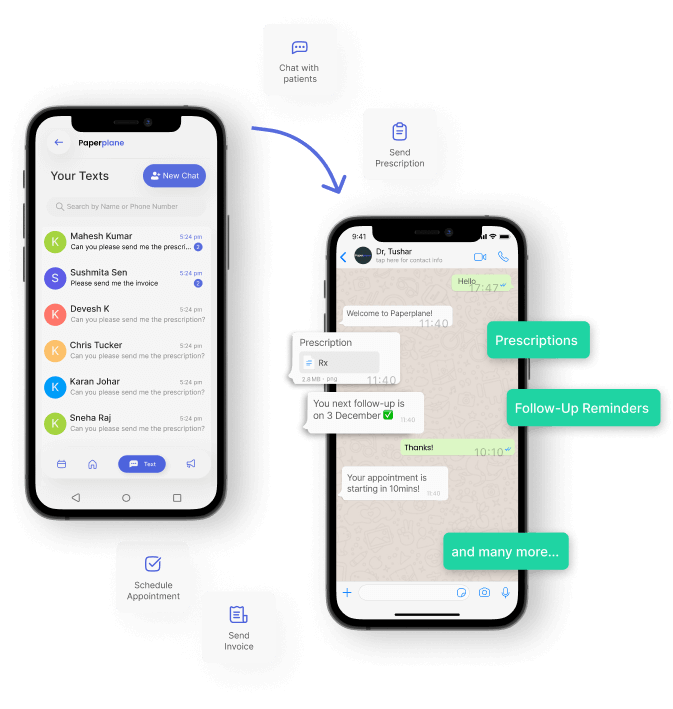 Chat with
patients
Send
Prescription
Paperplane
Your Texts
New Chat
Search by Name or Phone Number
K
Mahesh Kumar
5:24 pm
Can you please send me the prescri...
S
Sushmita Sen
5:24 pm
Please send me the invoice
2
K
Devesh K
5:24 pm
Can you please send me the prescription?
K
Chris Tucker
5:24 pm
Can you please send me the prescription?
K
Karan Johar
5:24 pm
Can you please send me the prescription?
K
Sneha Raj
5:24 pm
Can you please send me the prescription?
Text
Schedule
Appointment
Send
Invoice
9:41
Dr, Tushar
tap here for contact info
Hello
17:47
Welcome to Paperplane!
11:40
Prescription
Rx
2.8 MB · png
11:40
You next follow-up is
on 3 December ✅
11:40
Thanks!
10:10
Your appointment is
starting in 10mins!
11:40
Prescriptions
Follow-Up Reminders
and many more...